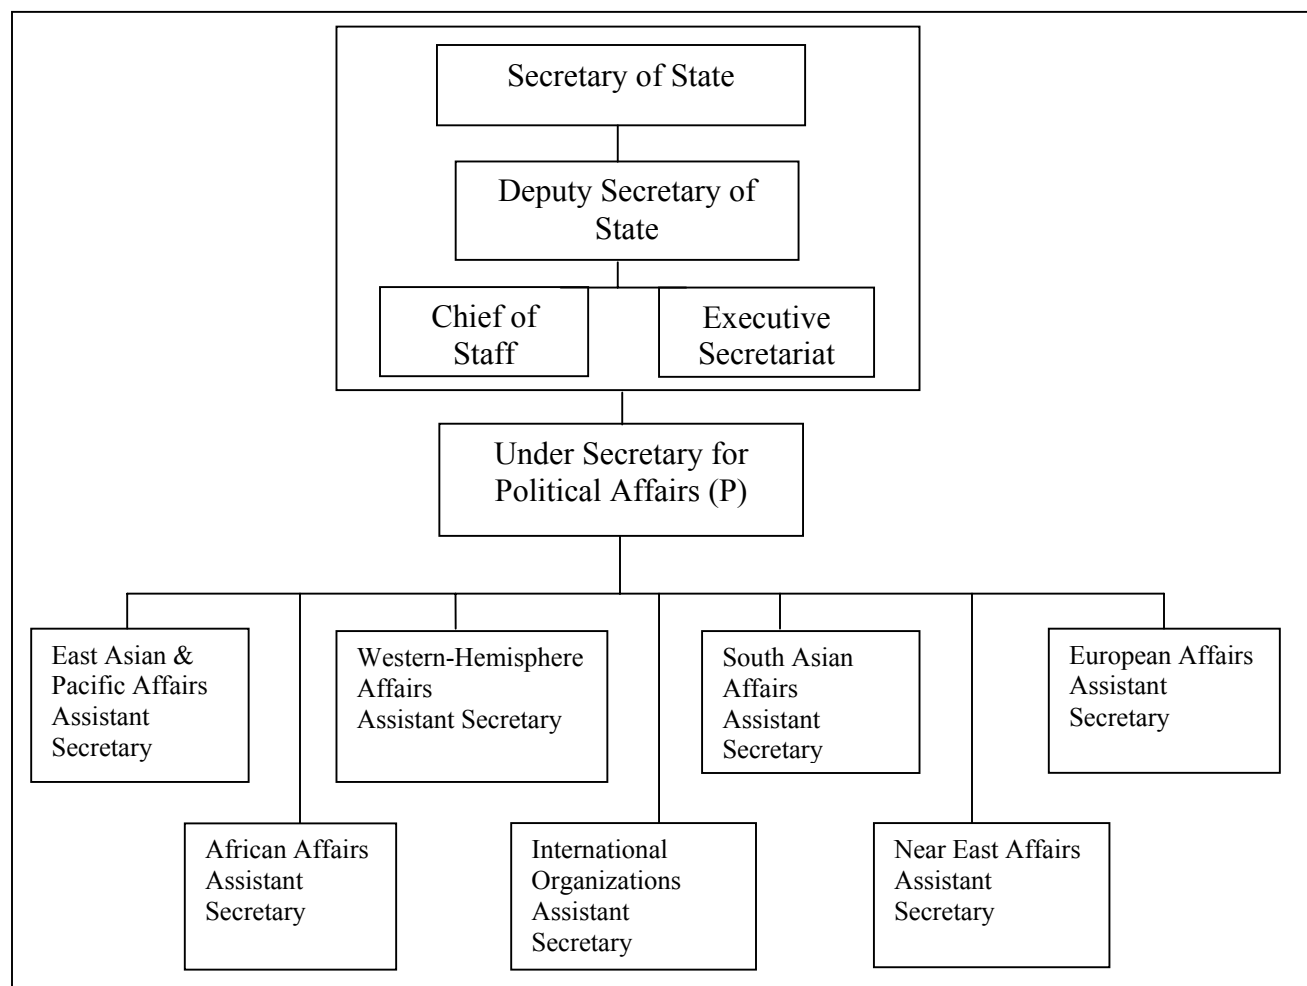 Secretary of State
Deputy Secretary of
State
Chief of
Staff
Executive
Secretariat
Under Secretary for
Political Affairs (P)
East Asian &
Pacific Affairs
Assistant
Secretary
Western-Hemisphere
Affairs
Assistant Secretary
South Asian
Affairs
Assistant
Secretary
European Affairs
Assistant
Secretary
African Affairs
Assistant
Secretary
International
Organizations
Assistant
Secretary
Near East Affairs
Assistant
Secretary